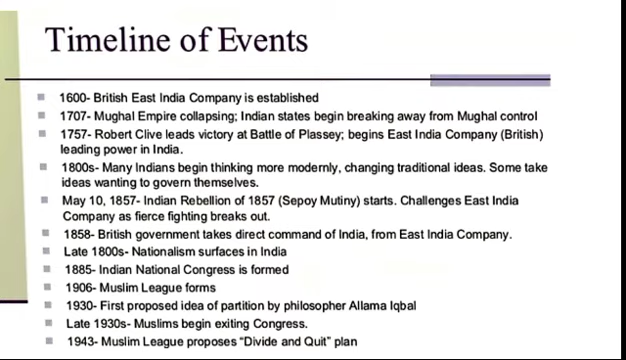 Timeline of Events
1600- British East India Company is established
1707- Mughal Empire collapsing; Indian states begin breaking away from Mughal control
1757- Robert Clive leads victory at Battle of Plassey; begins East India Company (British)
leading power in India.
1800s- Many Indians begin thinking more modernly, changing traditional ideas. Some take
ideas wanting to govern themselves.
May 10, 1857- Indian Rebellion of 1857 (Sepoy Mutiny) starts. Challenges East India
Company as fierce fighting breaks out.
1858- British government takes direct command of India, from East India Company.
Late 1800s- Nationalism surfaces in India
1885- Indian National Congress is formed
1906- Muslim League forms
1930- First proposed idea of partition by philosopher Allama Iqbal
Late 1930s- Muslims begin exiting Congress.
1943- Muslim League proposes “Divide and Quit” plan